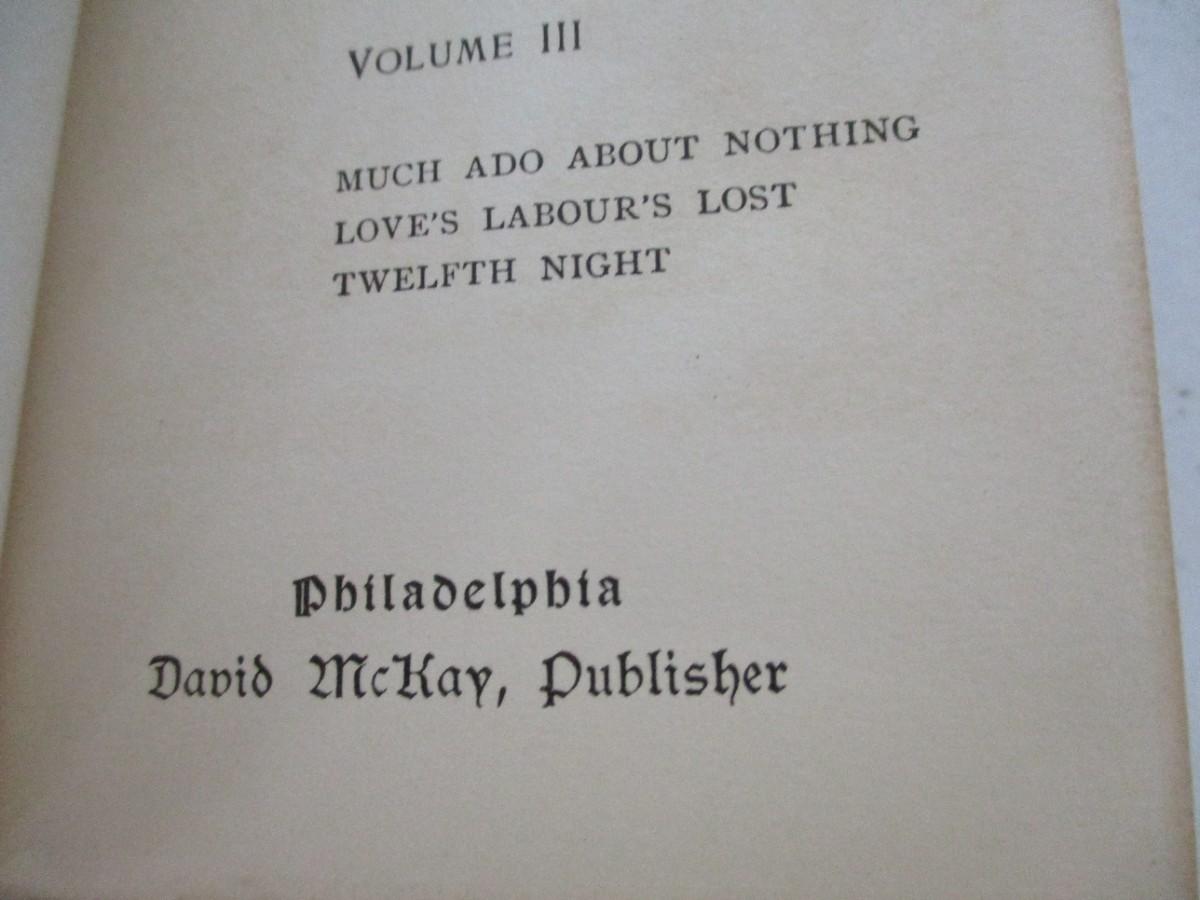 VOLUME III
MUCH ADO ABOUT NOTHING
LOVE'S LABOUR'S LOST
TWELFTH NIGHT
Philadelphia
David McKay, Publisher